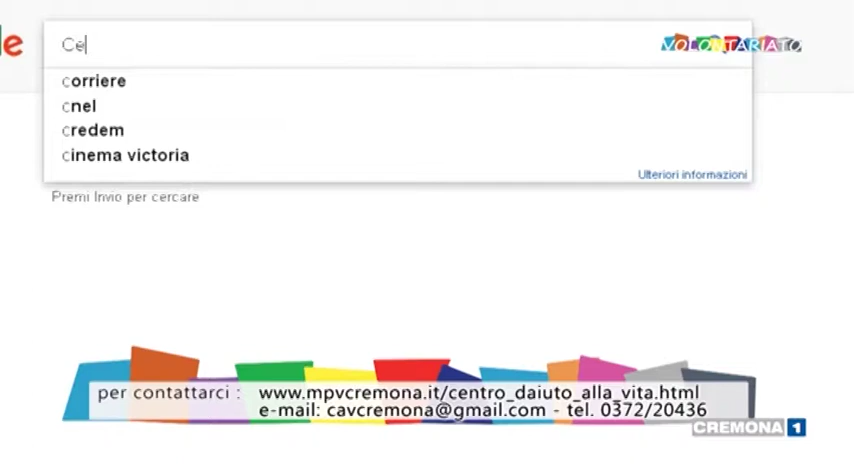 le
Ce
VOLONTARIATO
corriere
cnel
credem
cinema victoria
Ulteriori informazioni
Premi Invio per cercare
per contattarci : www.mpvcremona.it/centro_daiuto_alla_vita.html
e-mail: cavcremona@gmail.com - tel. 0372/20436
CREMONA 1